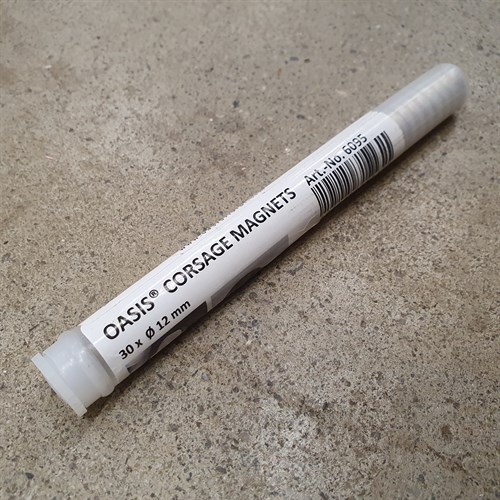 OASIS® CORSAGE MAGNETS
30 x Ø 12 mm
Art.-No. 6095